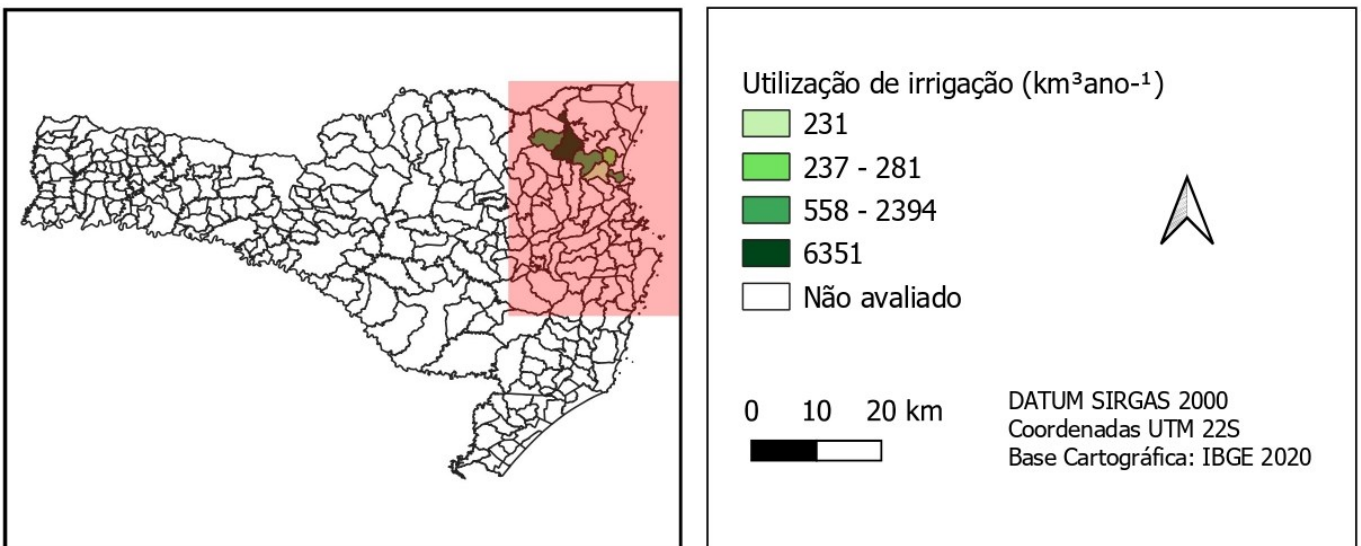 Utilização de irrigação (km³ano-¹)
231
237 - 281
558 - 2394
6351
Não avaliado
0 10 20 km
DATUM SIRGAS 2000
Coordenadas UTM 22S
Base Cartográfica: IBGE 2020